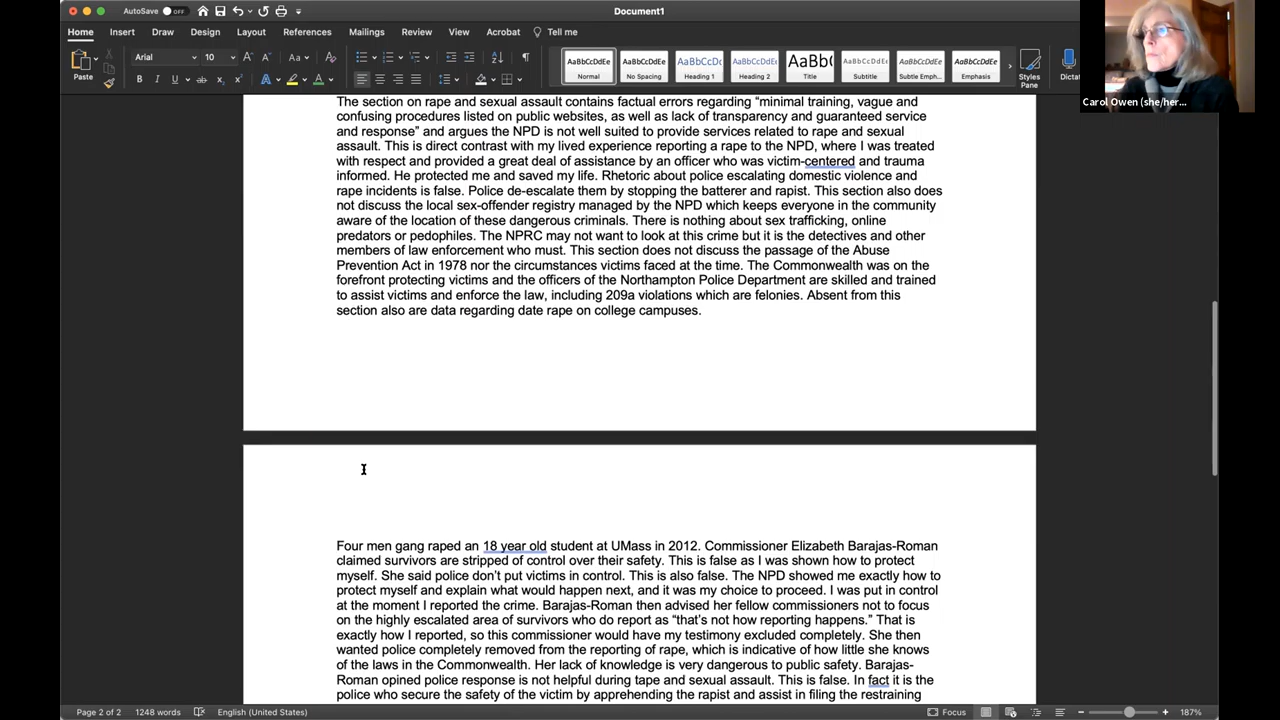 AutoSave OFF
Document1
Home Insert Draw Design Layout References Mailings Review View Acrobat Tell me
Paste
Arial 10
AaBbCcDdEe Normal
AaBbCcDdEe No Spacing
AaBbCcDc Heading 1
AaBbCcDdEe Heading 2
AaBb( Title
AaBbCcDdEe Subtitle
AaBbCcDdEe Subtle Emph...
AaBbCcDdEe Emphasis
Styles Pane
Dictat
Carol Owen (she/her...
The section on rape and sexual assault contains factual errors regarding “minimal training, vague and
confusing procedures listed on public websites, as well as lack of transparency and guaranteed service
and response” and argues the NPD is not well suited to provide services related to rape and sexual
assault. This is direct contrast with my lived experience reporting a rape to the NPD, where I was treated
with respect and provided a great deal of assistance by an officer who was victim-centered and trauma
informed. He protected me and saved my life. Rhetoric about police escalating domestic violence and
rape incidents is false. Police de-escalate them by stopping the batterer and rapist. This section also does
not discuss the local sex-offender registry managed by the NPD which keeps everyone in the community
aware of the location of these dangerous criminals. There is nothing about sex trafficking, online
predators or pedophiles. The NPRC may not want to look at this crime but it is the detectives and other
members of law enforcement who must. This section does not discuss the passage of the Abuse
Prevention Act in 1978 nor the circumstances victims faced at the time. The Commonwealth was on the
forefront protecting victims and the officers of the Northampton Police Department are skilled and trained
to assist victims and enforce the law, including 209a violations which are felonies. Absent from this
section also are data regarding date rape on college campuses.
Four men gang raped an 18 year old student at UMass in 2012. Commissioner Elizabeth Barajas-Roman
claimed survivors are stripped of control over their safety. This is false as I was shown how to protect
myself. She said police don’t put victims in control. This is also false. The NPD showed me exactly how to
protect myself and explain what would happen next, and it was my choice to proceed. I was put in control
at the moment I reported the crime. Barajas-Roman then advised her fellow commissioners not to focus
on the highly escalated area of survivors who do report as “that’s not how reporting happens.” That is
exactly how I reported, so this commissioner would have my testimony excluded completely. She then
wanted police completely removed from the reporting of rape, which is indicative of how little she knows
of the laws in the Commonwealth. Her lack of knowledge is very dangerous to public safety. Barajas-
Roman opined police response is not helpful during tape and sexual assault. This is false. In fact it is the
police who secure the safety of the victim by apprehending the rapist and assist in filing the restraining
Page 2 of 2 1248 words English (United States) Focus 187%